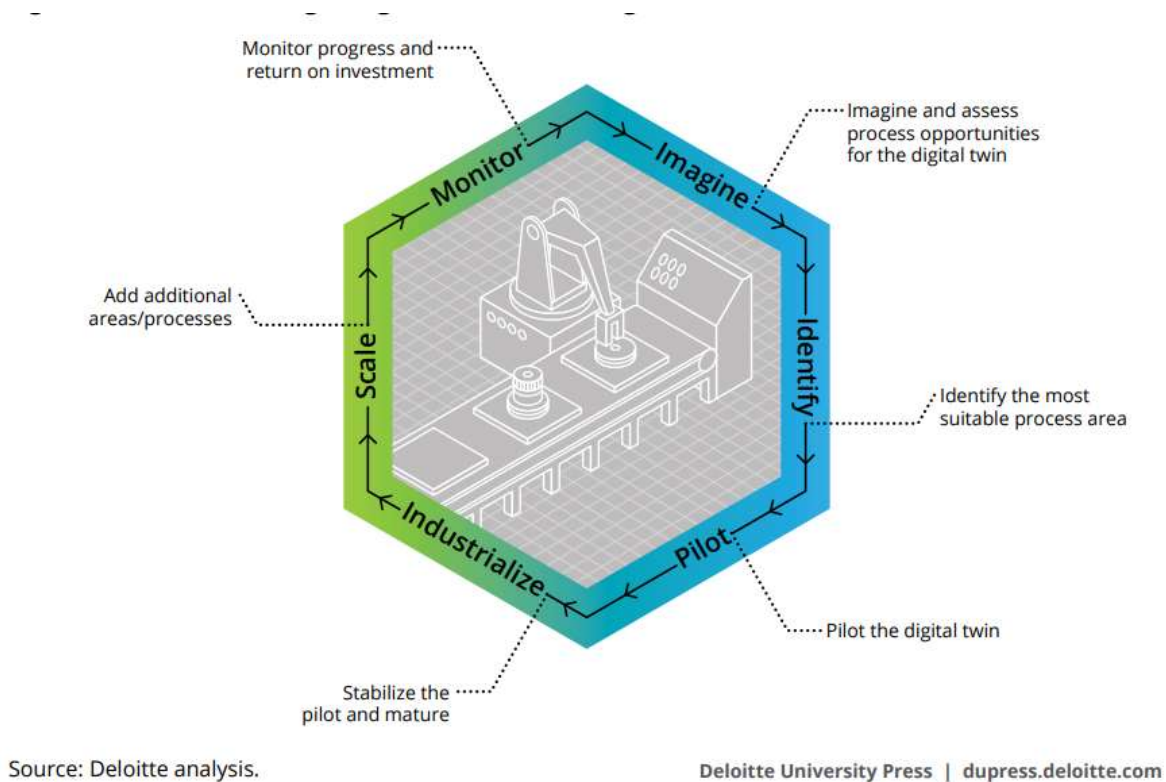 Monitor progress and
return on investment
Imagine and assess
process opportunities
for the digital twin
Monitor
Imagine
Add additional
areas/processes
Scale
Identify
Identify the most
suitable process area
Industrialize
Pilot
Pilot the digital twin
Stabilize the
pilot and mature
Source: Deloitte analysis.
Deloitte University Press | dupress.deloitte.com